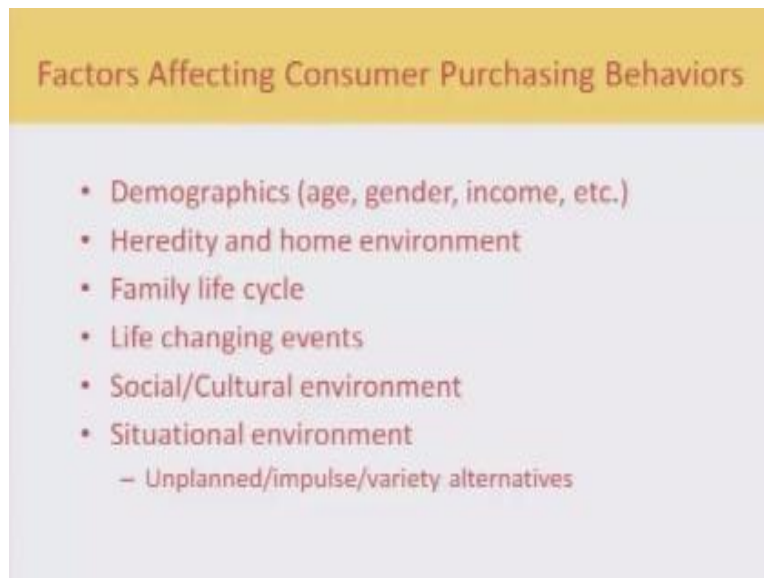 Factors Affecting Consumer Purchasing Behaviors
• Demographics (age, gender, income, etc.)
• Heredity and home environment
• Family life cycle
• Life changing events
• Social/Cultural environment
• Situational environment
– Unplanned/impulse/variety alternatives